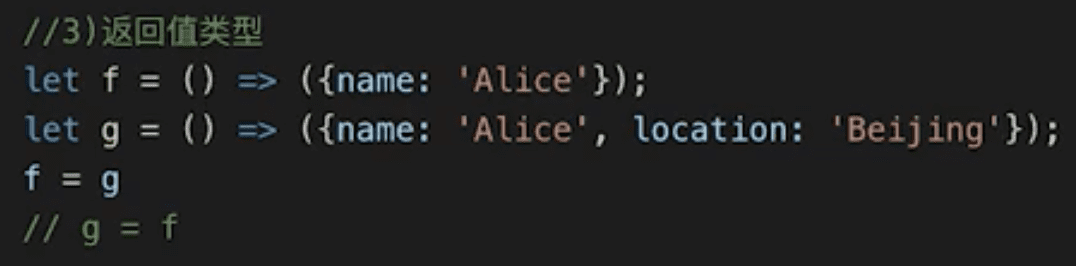 //3)返回值类型
let f = () => ({name: 'Alice'});
let g = () => ({name: 'Alice', location: 'Beijing'});
f = g
// g = f